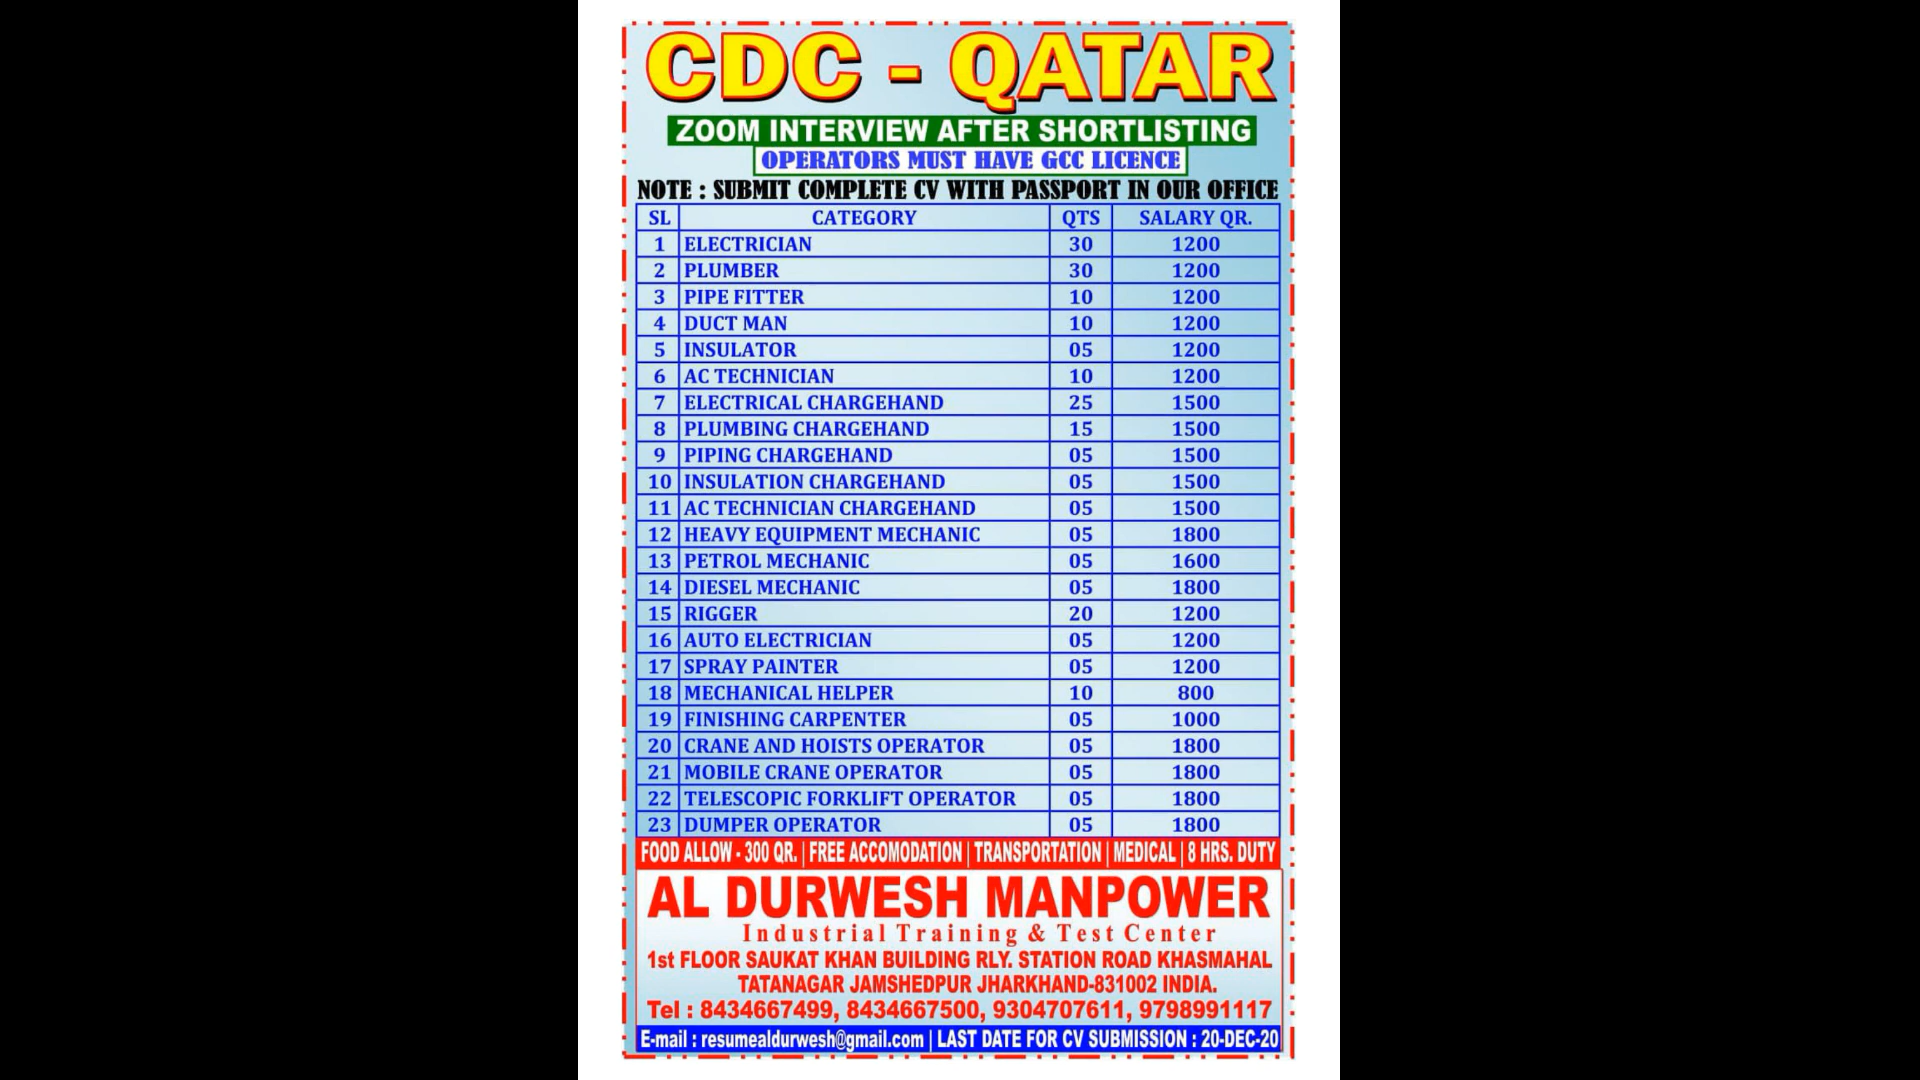 CDC - QATAR
ZOOM INTERVIEW AFTER SHORTLISTING
OPERATORS MUST HAVE GCC LICENCE
NOTE : SUBMIT COMPLETE CV WITH PASSPORT IN OUR OFFICE
SL CATEGORY QTS SALARY QR.
1 ELECTRICIAN 30 1200
2 PLUMBER 30 1200
3 PIPE FITTER 10 1200
4 DUCT MAN 10 1200
5 INSULATOR 05 1200
6 AC TECHNICIAN 10 1200
7 ELECTRICAL CHARGEHAND 25 1500
8 PLUMBING CHARGEHAND 15 1500
9 PIPING CHARGEHAND 05 1500
10 INSULATION CHARGEHAND 05 1500
11 AC TECHNICIAN CHARGEHAND 05 1500
12 HEAVY EQUIPMENT MECHANIC 05 1800
13 PETROL MECHANIC 05 1600
14 DIESEL MECHANIC 05 1800
15 RIGGER 20 1200
16 AUTO ELECTRICIAN 05 1200
17 SPRAY PAINTER 05 1200
18 MECHANICAL HELPER 10 800
19 FINISHING CARPENTER 05 1000
20 CRANE AND HOISTS OPERATOR 05 1800
21 MOBILE CRANE OPERATOR 05 1800
22 TELESCOPIC FORKLIFT OPERATOR 05 1800
23 DUMPER OPERATOR 05 1800
FOOD ALLOW - 300 QR. | FREE ACCOMODATION | TRANSPORTATION | MEDICAL | 8 HRS. DUTY
AL DURWESH MANPOWER
Industrial Training & Test Center
1st FLOOR SAUKAT KHAN BUILDING RLY. STATION ROAD KHASMAHAL
TATANAGAR JAMSHEDPUR JHARKHAND-831002 INDIA.
Tel : 8434667499, 8434667500, 9304707611, 9798991117
E-mail : resumealdurwesh@gmail.com | LAST DATE FOR CV SUBMISSION : 20-DEC-20